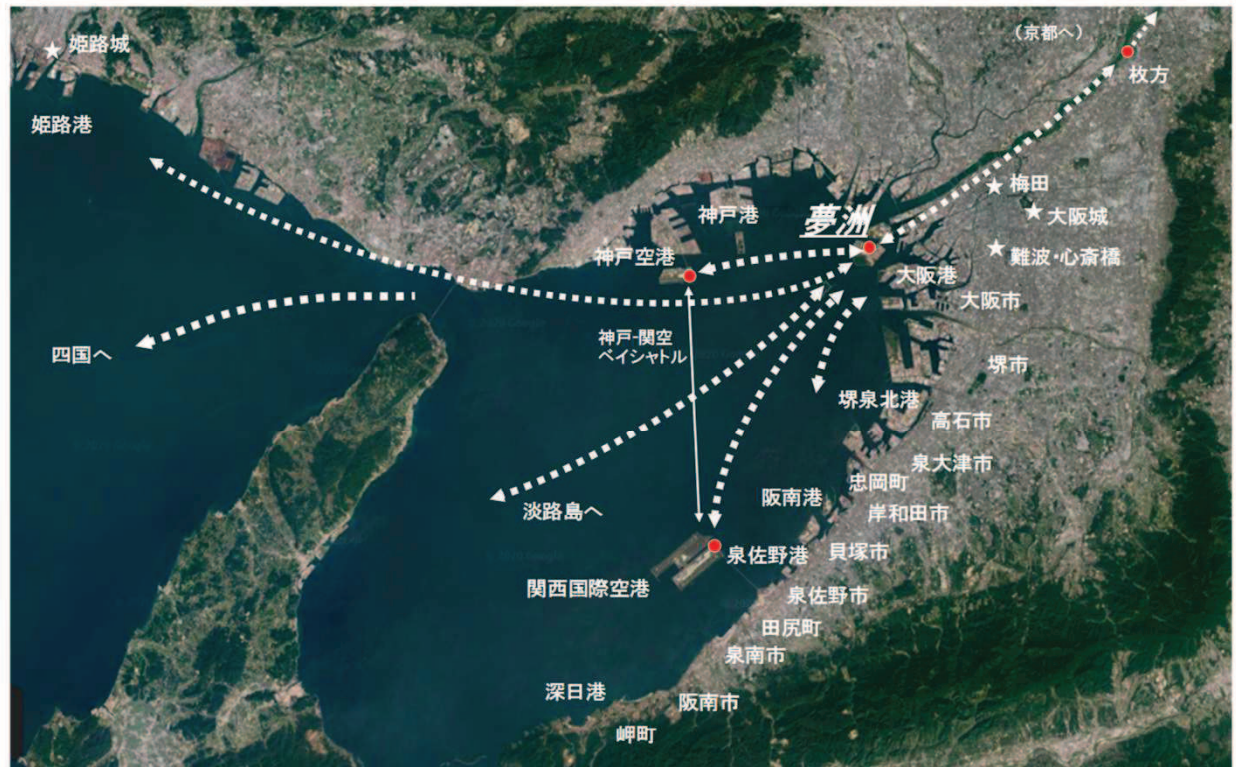 （京都へ）
姫路城
枚方
姫路港
梅田
神戸港
夢洲
大阪城
神戸空港
難波・心斎橋
大阪港
大阪市
神戸-関空
ベイシャトル
四国へ
堺市
堺泉北港
高石市
泉大津市
忠岡町
阪南港
淡路島へ
岸和田市
泉佐野港
貝塚市
関西国際空港
泉佐野市
田尻町
泉南市
深日港
阪南市
岬町